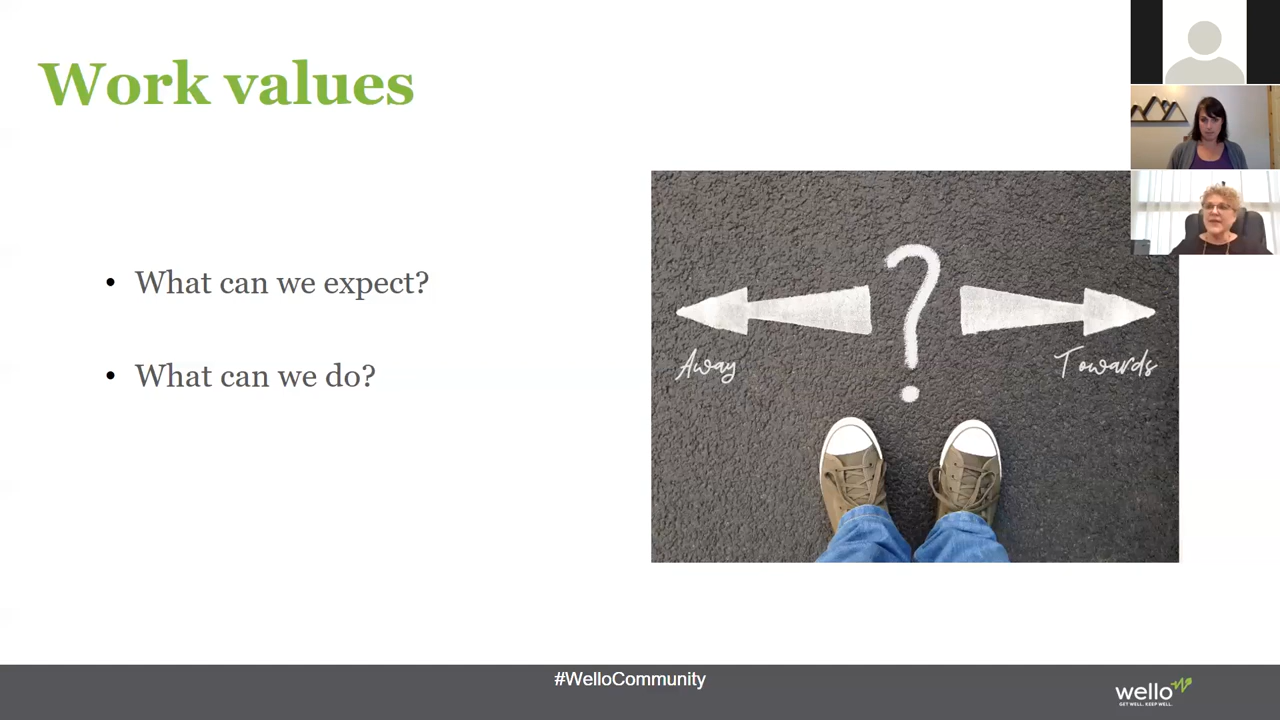 Work values
• What can we expect?
• What can we do?
?
Away
Towards
#WelloCommunity
wello
GET WELL. KEEP WELL.